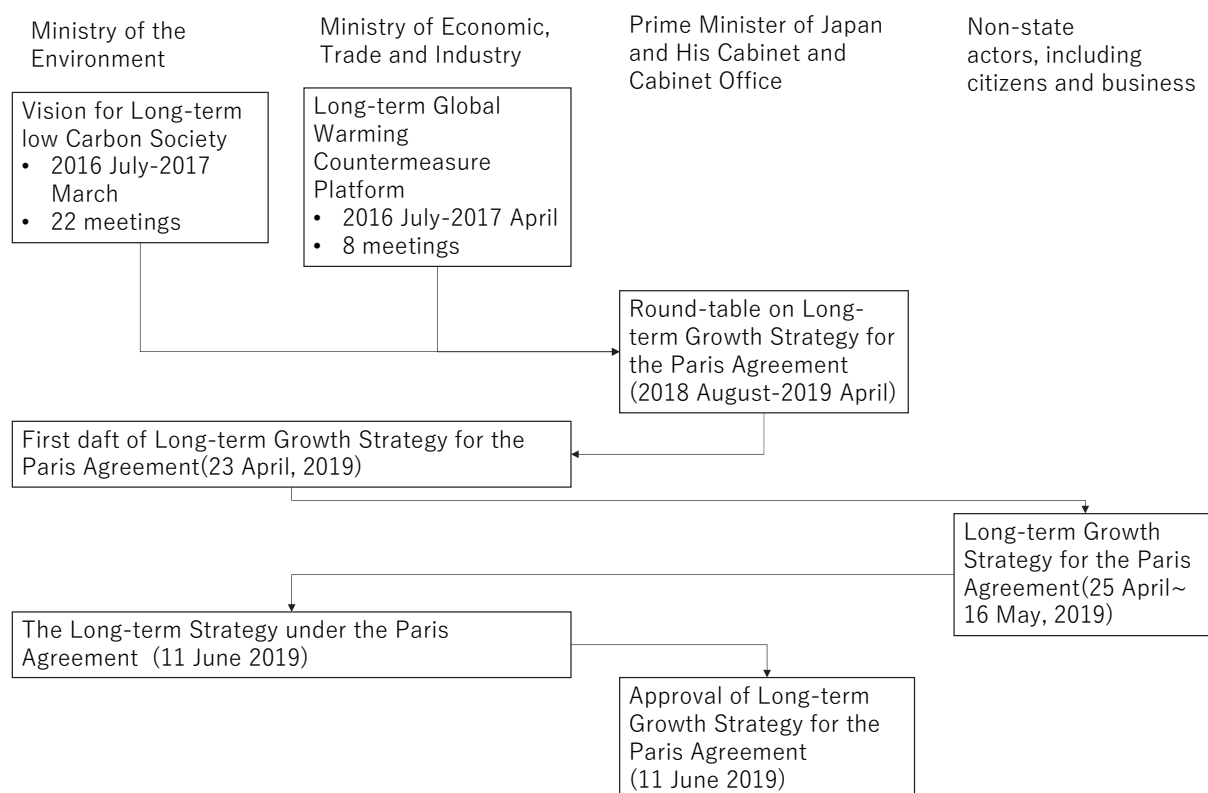 Ministry of the
Environment
Ministry of Economic,
Trade and Industry
Prime Minister of Japan
and His Cabinet and
Cabinet Office
Non-state
actors, including
citizens and business
Vision for Long-term
low Carbon Society
• 2016 July-2017
March
• 22 meetings
Long-term Global
Warming
Countermeasure
Platform
• 2016 July-2017 April
• 8 meetings
Round-table on Long-
term Growth Strategy for
the Paris Agreement
(2018 August-2019 April)
First daft of Long-term Growth Strategy for the
Paris Agreement(23 April, 2019)
Long-term Growth
Strategy for the Paris
Agreement(25 April~
16 May, 2019)
The Long-term Strategy under the Paris
Agreement (11 June 2019)
Approval of Long-term
Growth Strategy for the
Paris Agreement
(11 June 2019)